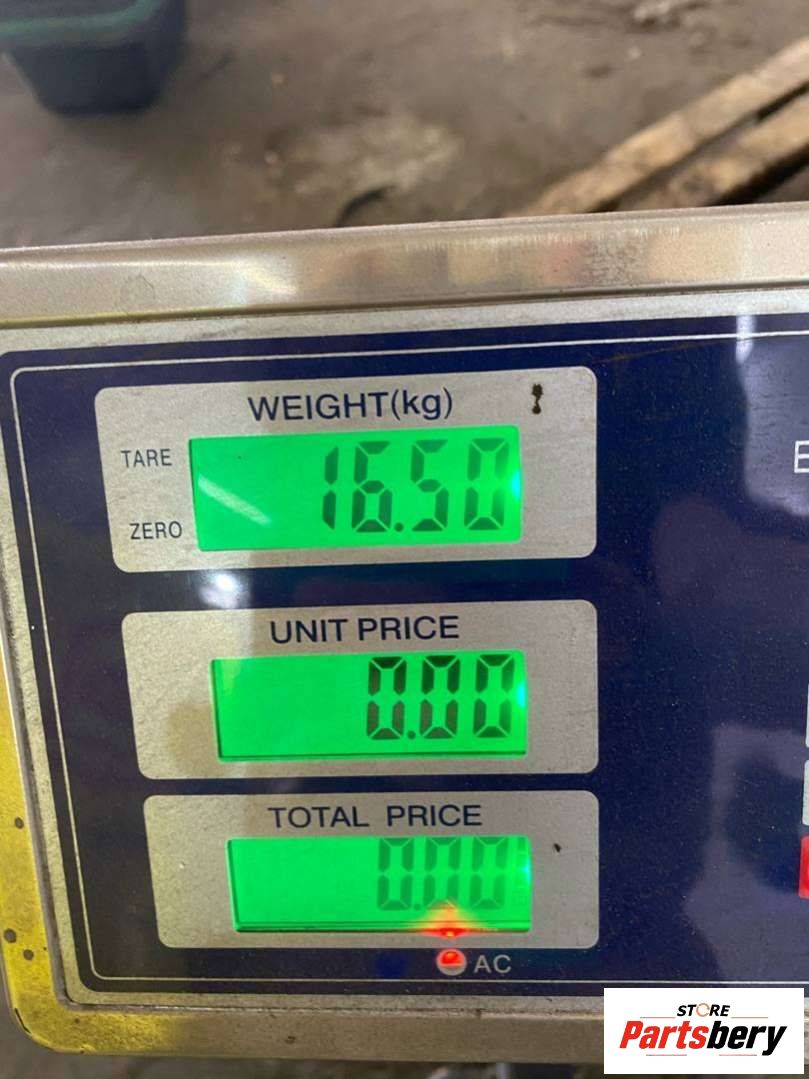 WEIGHT(kg)
TARE
16.50
ZERO
UNIT PRICE
0.00
TOTAL PRICE
0.00
AC
E
STORE
Partsbery